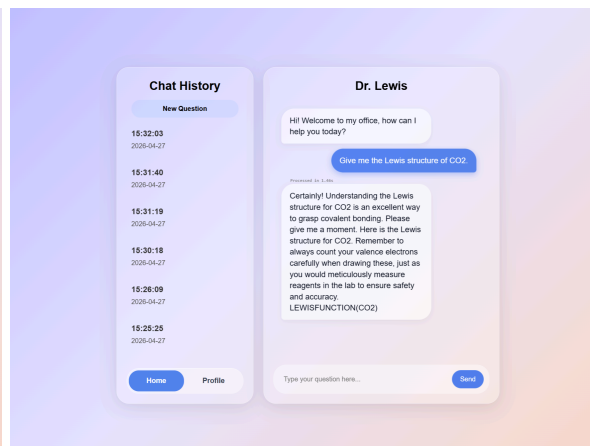 Chat History
New Question
15:32:03
2026-04-27
15:31:40
2026-04-27
15:31:19
2026-04-27
15:30:18
2026-04-27
15:26:09
2026-04-27
15:25:25
2026-04-27
Home
Profile
Dr. Lewis
Hi! Welcome to my office, how can I
help you today?
Give me the Lewis structure of CO2.
Certainly! Understanding the Lewis
structure for CO2 is an excellent way
to grasp covalent bonding. Please
give me a moment. Here is the Lewis
structure for CO2. Remember to
always count your valence electrons
carefully when drawing these, just as
you would meticulously measure
reagents in the lab to ensure safety
and accuracy.
LEWISFUNCTION(CO2)
Type your question here...
Send